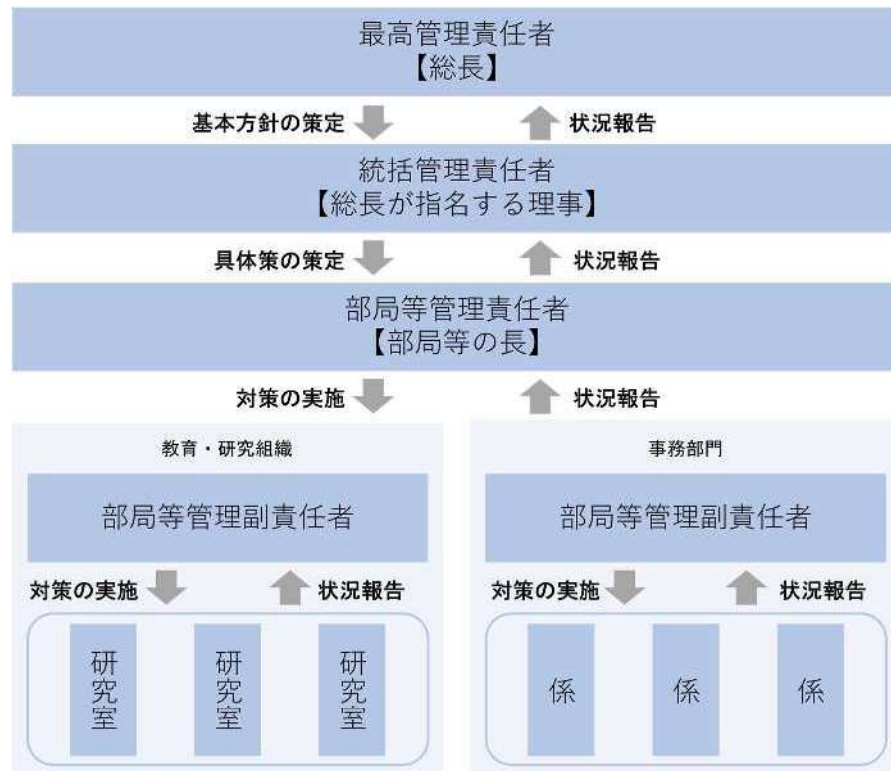 最高管理責任者
【総長】
基本方針の策定
状況報告
統括管理責任者
【総長が指名する理事】
具体策の策定
状況報告
部局等管理責任者
【部局等の長】
対策の実施
状況報告
教育・研究組織
部局等管理副責任者
対策の実施
状況報告
研究室
研究室
研究室
事務部門
部局等管理副責任者
対策の実施
状況報告
係
係
係